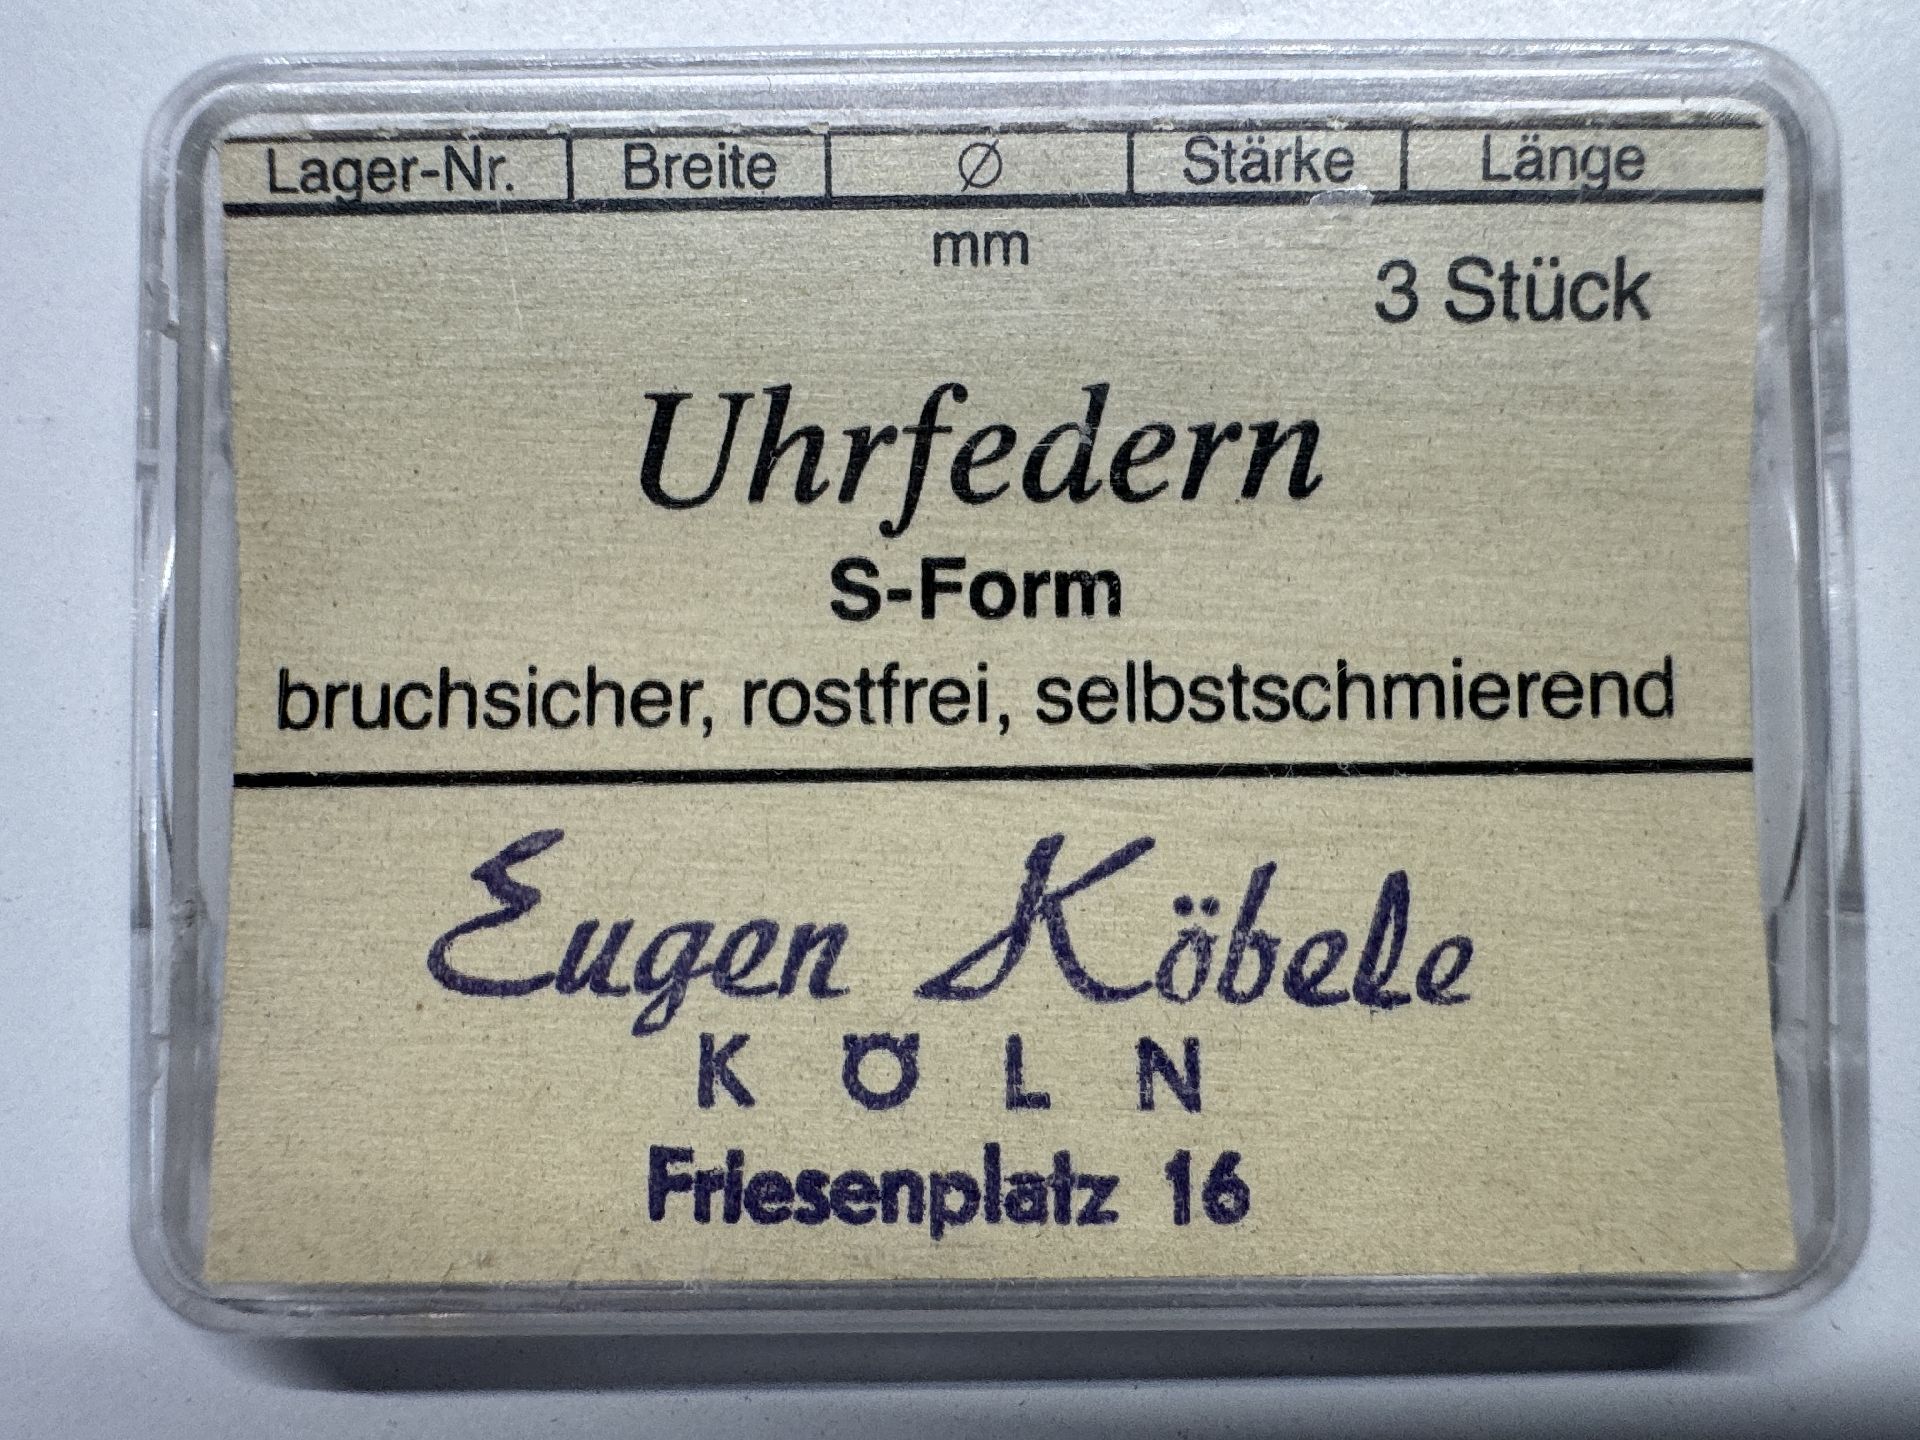 Lager-Nr. Breite Ø Stärke Länge
mm
3 Stück
Uhrfedern
S-Form
bruchsicher, rostfrei, selbstschmierend
Eugen Köbele
KÖLN
Friesenplatz 16